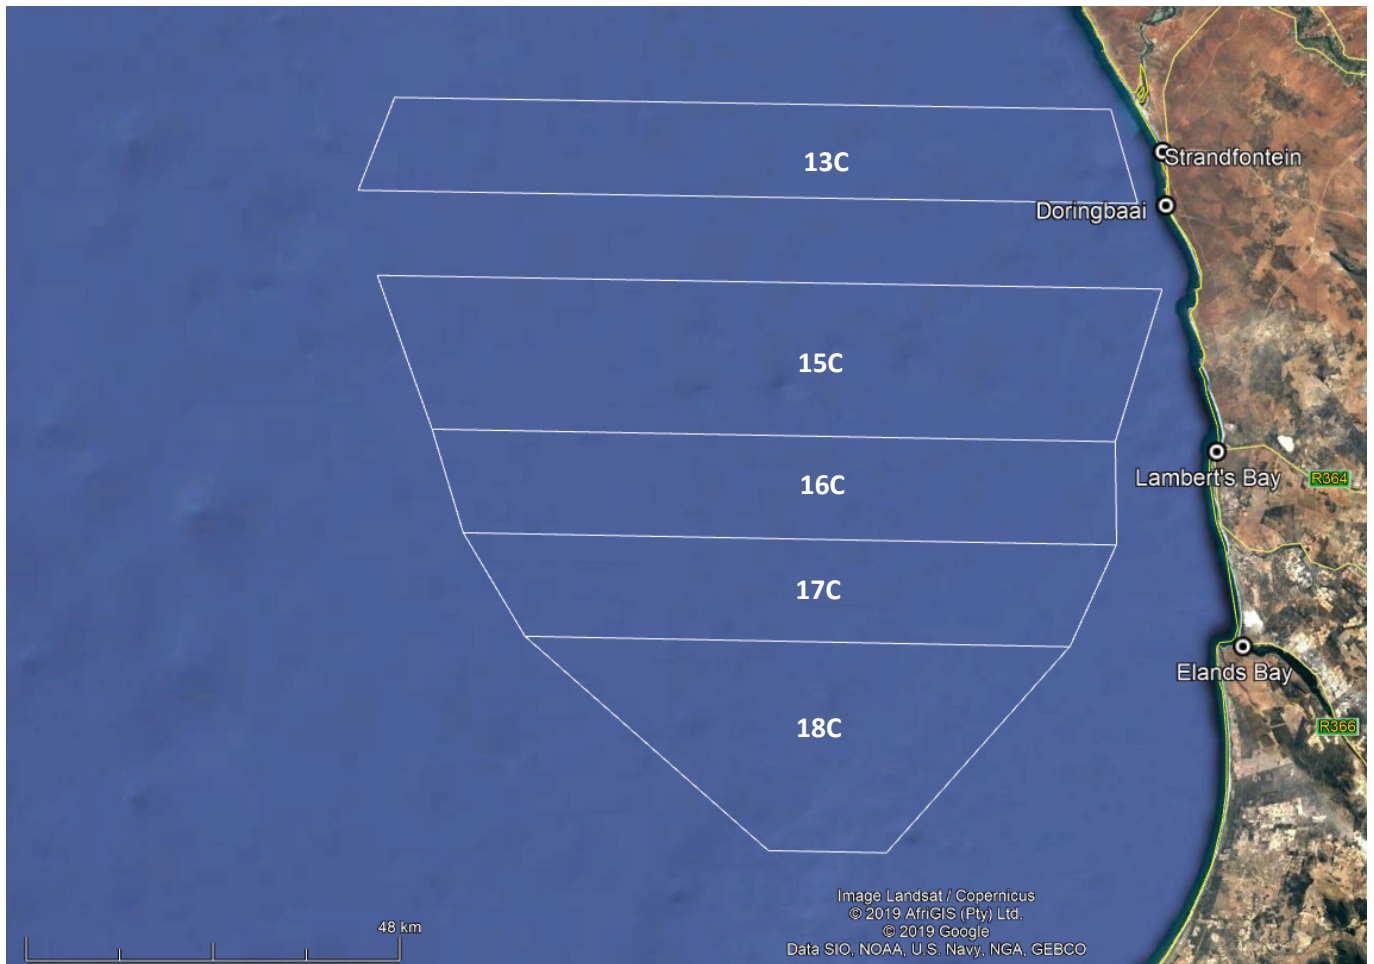 13C
Strandfontein
Doringbaai
15C
Lambert's Bay
R364
16C
17C
Elands Bay
18C
R366
Image Landsat / Copernicus
© 2019 AfriGIS (Pty) Ltd.
© 2019 Google
Data SIO, NOAA, U.S. Navy, NGA, GEBCO
48 km